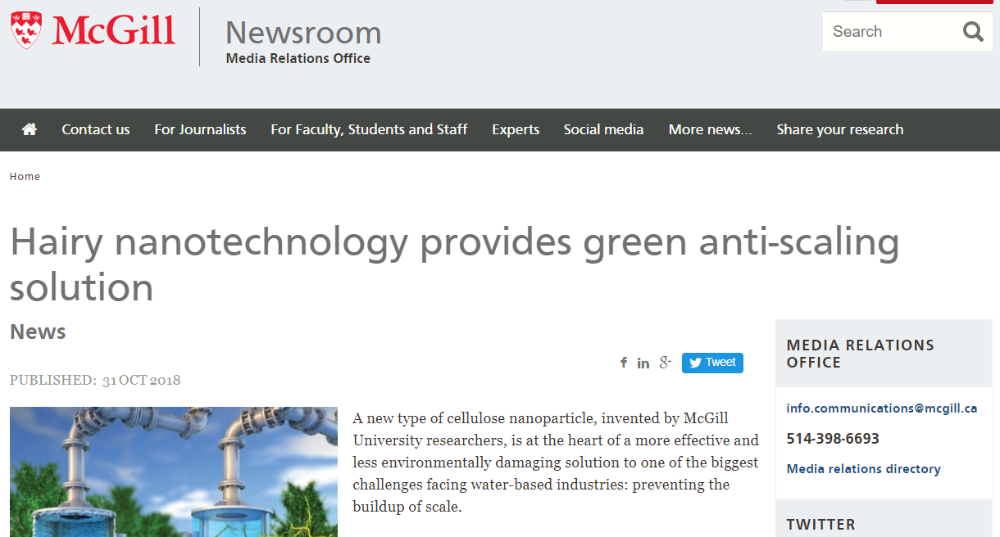 McGill
Newsroom
Media Relations Office
Search
Contact us
For Journalists
For Faculty, Students and Staff
Experts
Social media
More news...
Share your research
Home
Hairy nanotechnology provides green anti-scaling
solution
News
PUBLISHED: 31 OCT 2018
f in g+ Tweet
A new type of cellulose nanoparticle, invented by McGill
University researchers, is at the heart of a more effective and
less environmentally damaging solution to one of the biggest
challenges facing water-based industries: preventing the
buildup of scale.
MEDIA RELATIONS
OFFICE
info.communications@mcgill.ca
514-398-6693
Media relations directory
TWITTER